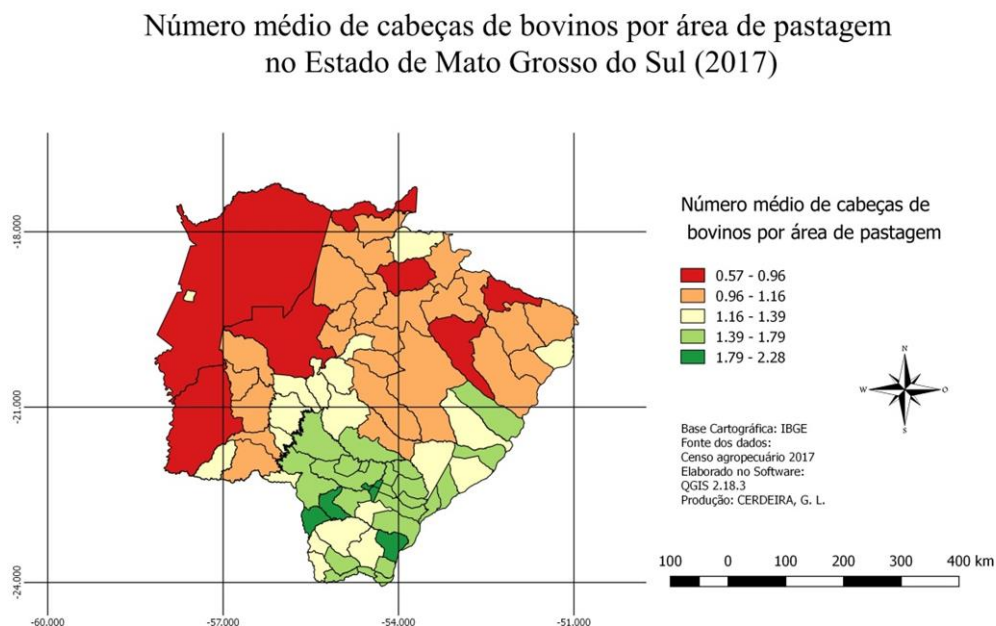 Número médio de cabeças de bovinos por área de pastagem
no Estado de Mato Grosso do Sul (2017)
-18.000
-21.000
-24.000
-60.000
-57.000
-54.000
-51.000
Número médio de cabeças de
bovinos por área de pastagem
0.57 - 0.96
0.96 - 1.16
1.16 - 1.39
1.39 - 1.79
1.79 - 2.28
N
W
O
S
Base Cartográfica: IBGE
Fonte dos dados:
Censo agropecuário 2017
Elaborado no Software:
QGIS 2.18.3
Produção: CERDEIRA, G. L.
100 0 100 200 300 400 km